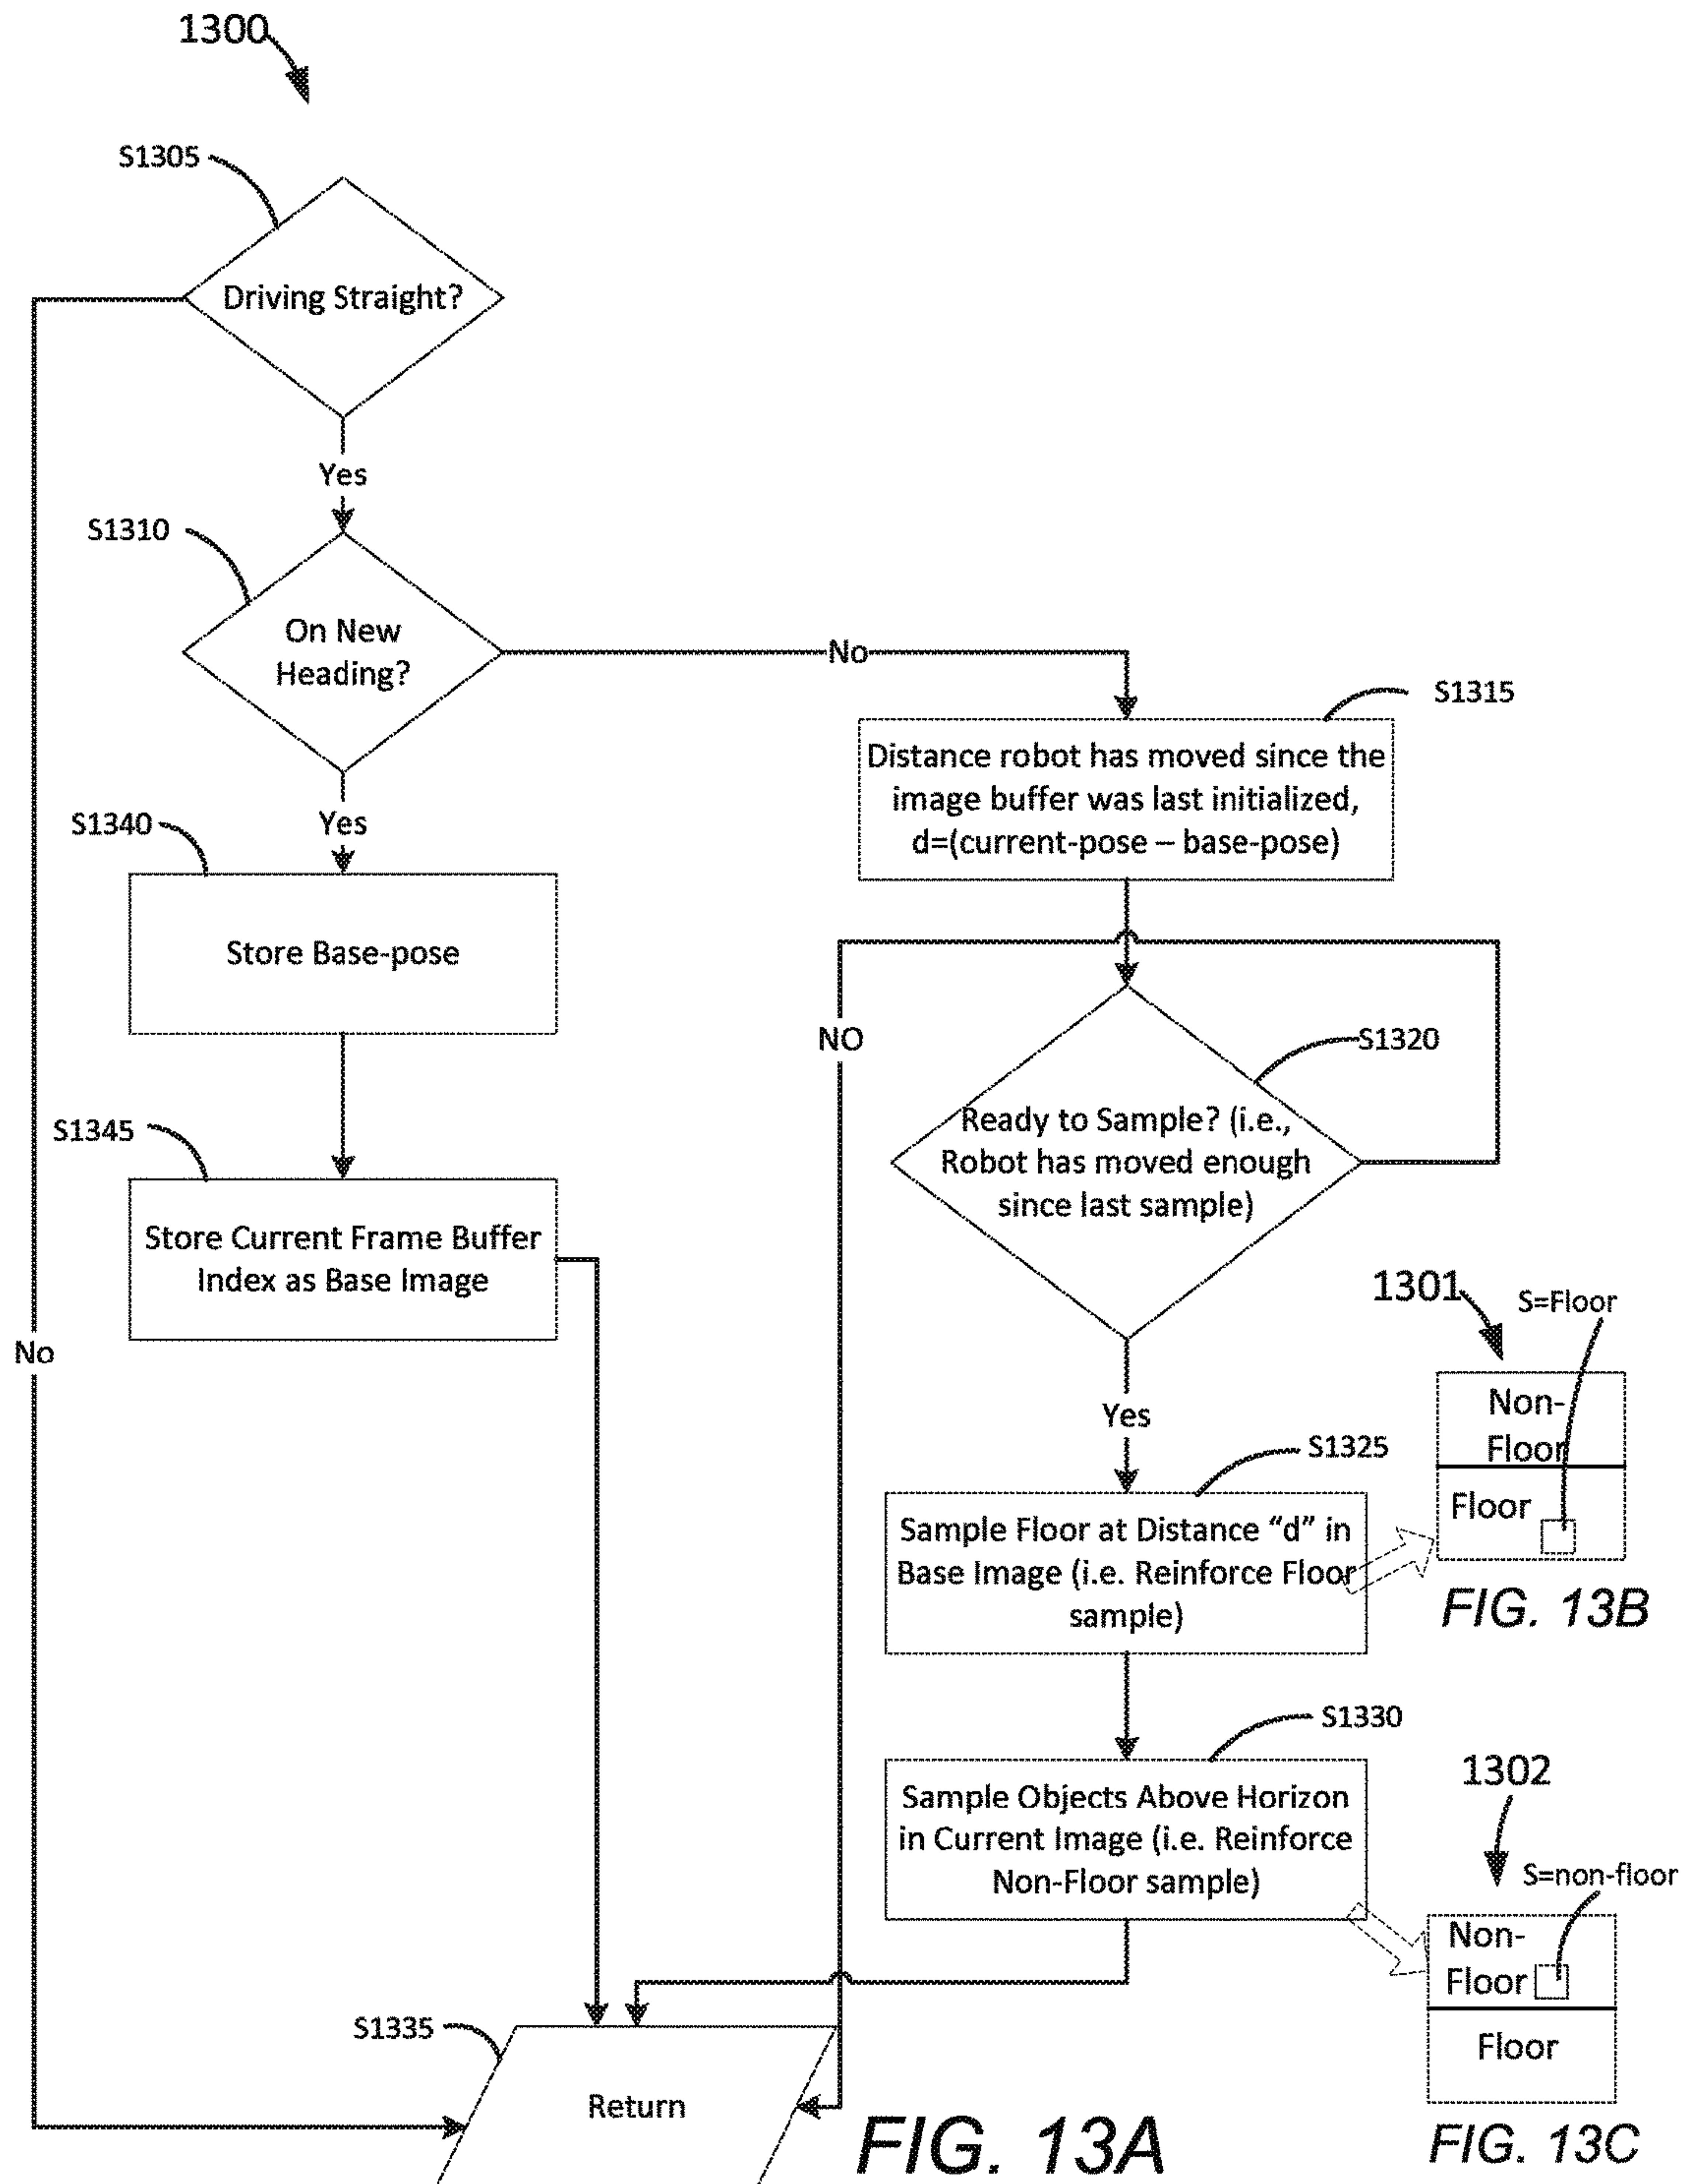 1300
S1305
Driving Straight?
Yes
S1310
On New
Heading?
No
S1315
Distance robot has moved since the
image buffer was last initialized,
d=(current-pose – base-pose)
Yes
S1340
Store Base-pose
NO
S1320
Ready to Sample? (i.e.,
Robot has moved enough
since last sample)
S1345
Store Current Frame Buffer
Index as Base Image
No
Yes
1301
S=Floor
Non-
Floor
Floor
FIG. 13B
S1325
Sample Floor at Distance “d” in
Base Image (i.e. Reinforce Floor
sample)
S1330
Sample Objects Above Horizon
in Current Image (i.e. Reinforce
Non-Floor sample)
1302
S=non-floor
Non-
Floor
Floor
FIG. 13C
S1335
Return
FIG. 13A